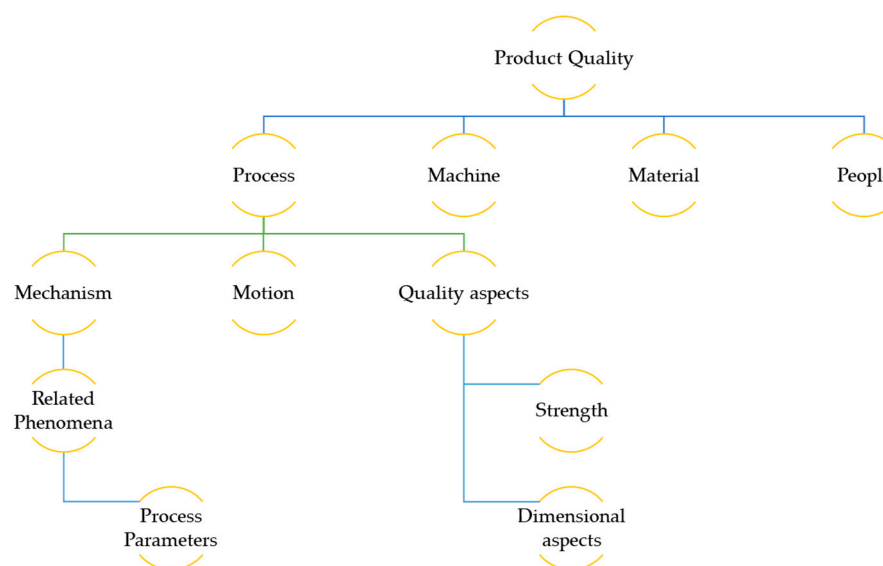 Product Quality
Process
Machine
Material
Peopl
Mechanism
Motion
Quality aspects
Related
Phenomena
Strength
Process
Parameters
Dimensional
aspects